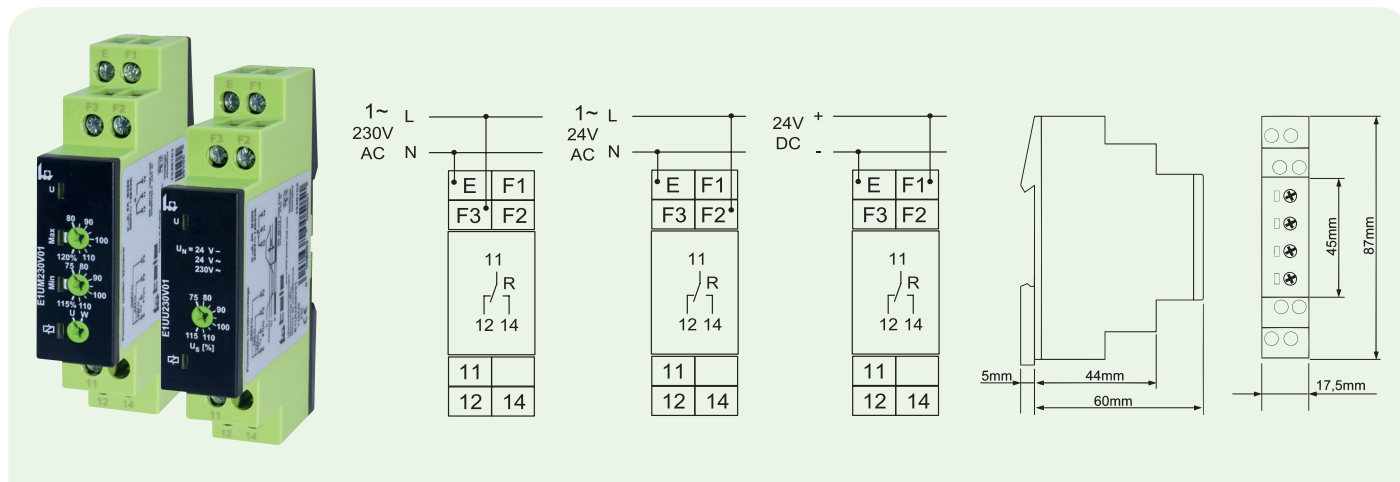 E F1
F3 F2
U
80 90
Max 100
120% 110
75 80
Min 90
100
115% 110
U W
E1UM230V01
11
12 14
E F1
F3 F2
U
UN = 24 V –
24 V ~
230V ~
75 80
90
100
115 110
US [%]
E1UU230V01
11
12 14
1~ L
230V
AC N
E F1
F3 F2
11
R
12 14
11
12 14
1~ L
24V
AC N
E F1
F3 F2
11
R
12 14
11
12 14
24V +
DC -
E F1
F3 F2
11
R
12 14
11
12 14
5mm
44mm
60mm
45mm
87mm
17,5mm